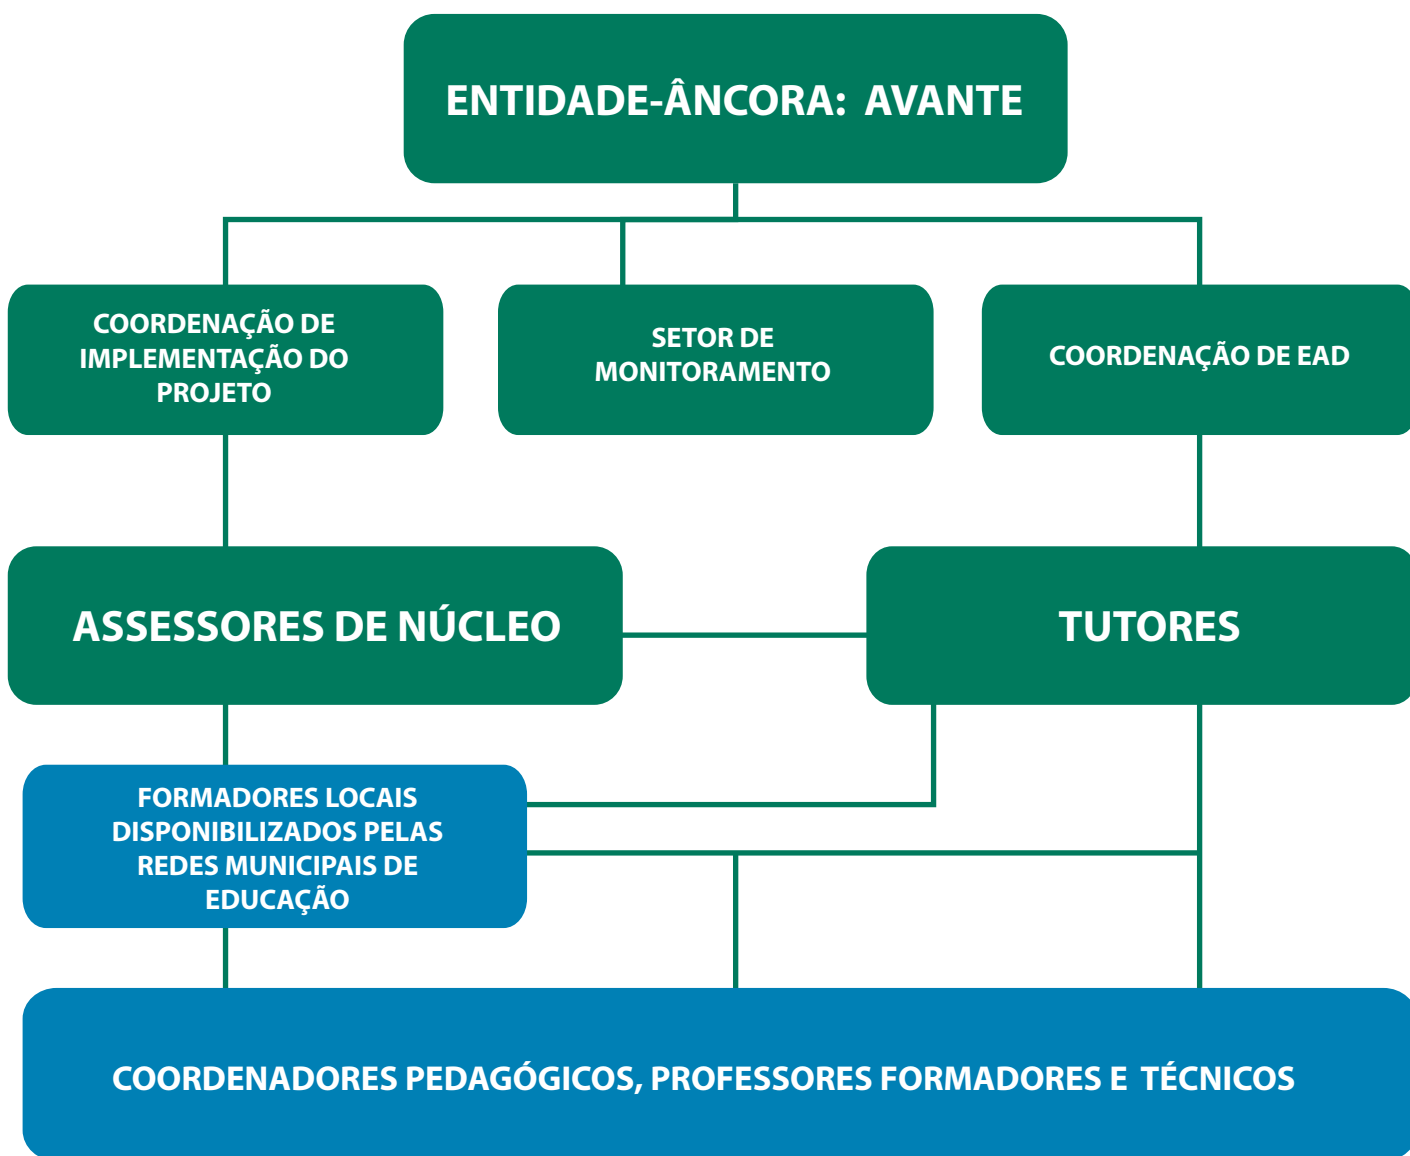 ENTIDADE-ÂNCORA: AVANTE
COORDENAÇÃO DE
IMPLEMENTAÇÃO DO
PROJETO
SETOR DE
MONITORAMENTO
COORDENAÇÃO DE EAD
ASSESSORES DE NÚCLEO
TUTORES
FORMADORES LOCAIS
DISPONIBILIZADOS PELAS
REDES MUNICIPAIS DE
EDUCAÇÃO
COORDENADORES PEDAGÓGICOS, PROFESSORES FORMADORES E TÉCNICOS